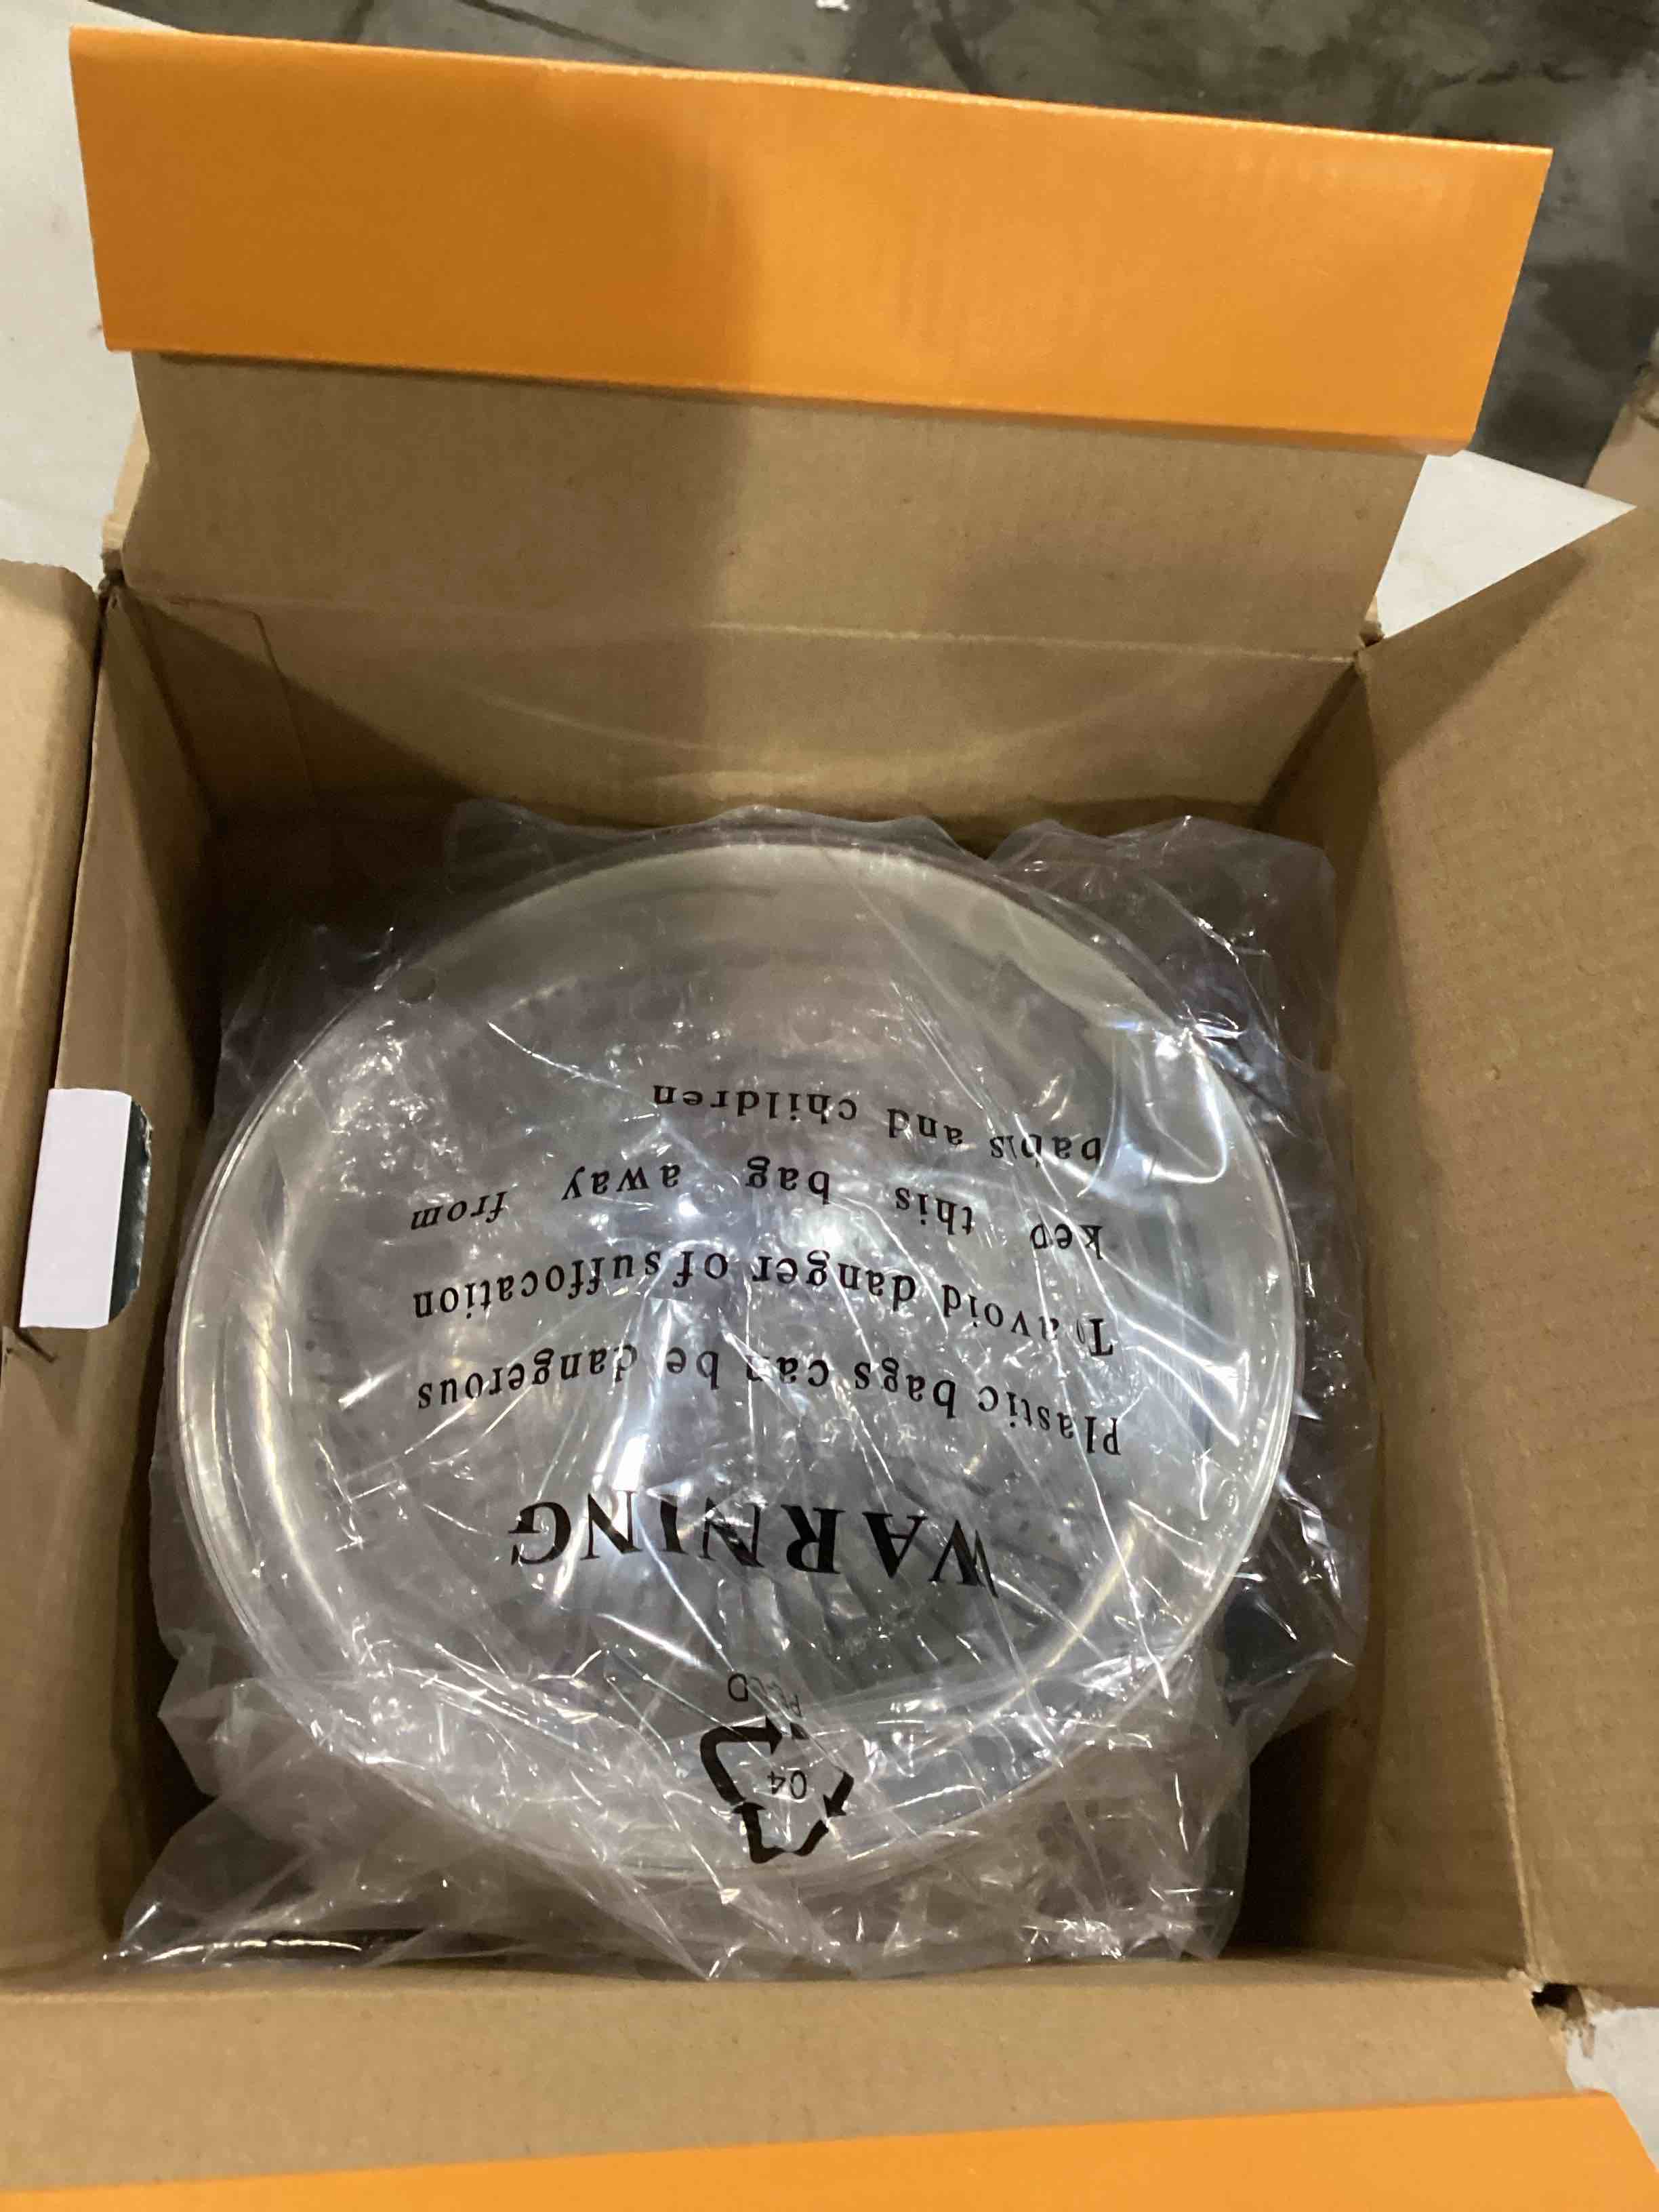 WARNING
Plastic bags can be dangerous
To avoid danger of suffocation
keep this bag away from
and children
04